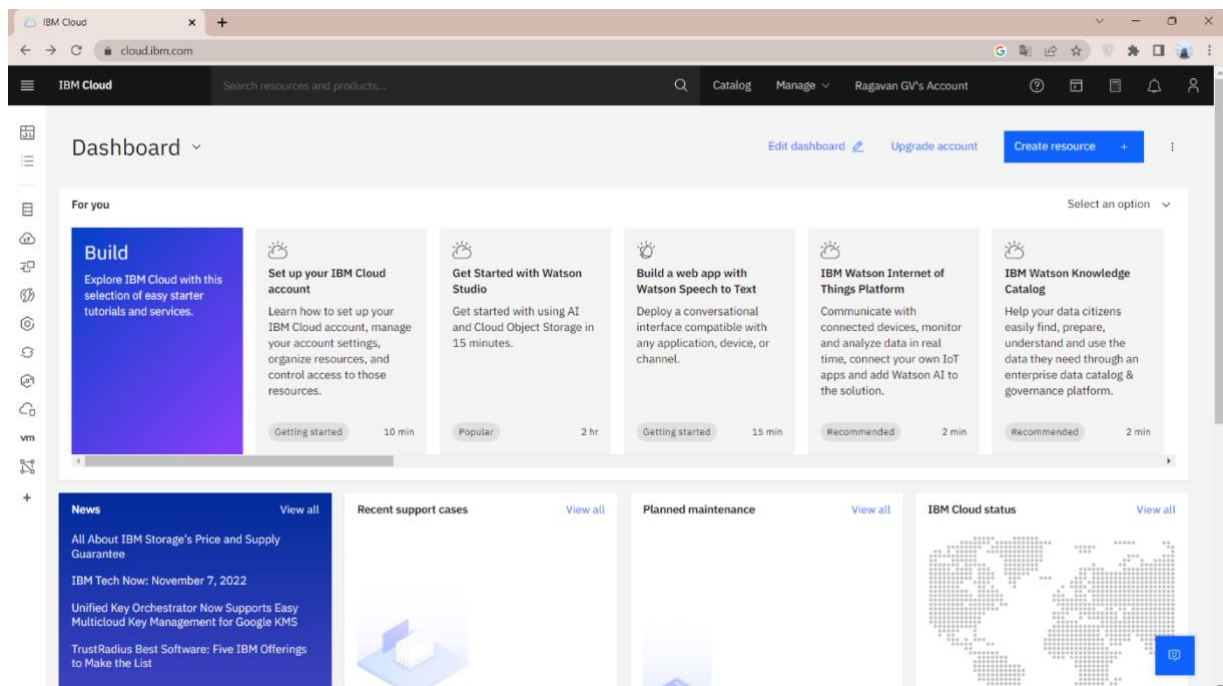 IBM Cloud
cloud.ibm.com
IBM Cloud
Search resources and products...
Catalog
Manage
Ragavan GV's Account
Dashboard
Edit dashboard
Upgrade account
Create resource +
For you
Select an option
Build
Explore IBM Cloud with this
selection of easy starter
tutorials and services.
Set up your IBM Cloud
account
Learn how to set up your
IBM Cloud account, manage
your account settings,
organize resources, and
control access to those
resources.
Getting started
10 min
Get Started with Watson
Studio
Get started with using AI
and Cloud Object Storage in
15 minutes.
Popular
2 hr
Build a web app with
Watson Speech to Text
Deploy a conversational
interface compatible with
any application, device, or
channel.
Getting started
15 min
IBM Watson Internet of
Things Platform
Communicate with
connected devices, monitor
and analyze data in real
time, connect your own IoT
apps and add Watson AI to
the solution.
Recommended
2 min
IBM Watson Knowledge
Catalog
Help your data citizens
easily find, prepare,
understand and use the
data they need through an
enterprise data catalog &
governance platform.
Recommended
2 min
vm
News
View all
All About IBM Storage's Price and Supply
Guarantee
IBM Tech Now: November 7, 2022
Unified Key Orchestrator Now Supports Easy
Multicloud Key Management for Google KMS
TrustRadius Best Software: Five IBM Offerings
to Make the List
Recent support cases
View all
Planned maintenance
View all
IBM Cloud status
View all